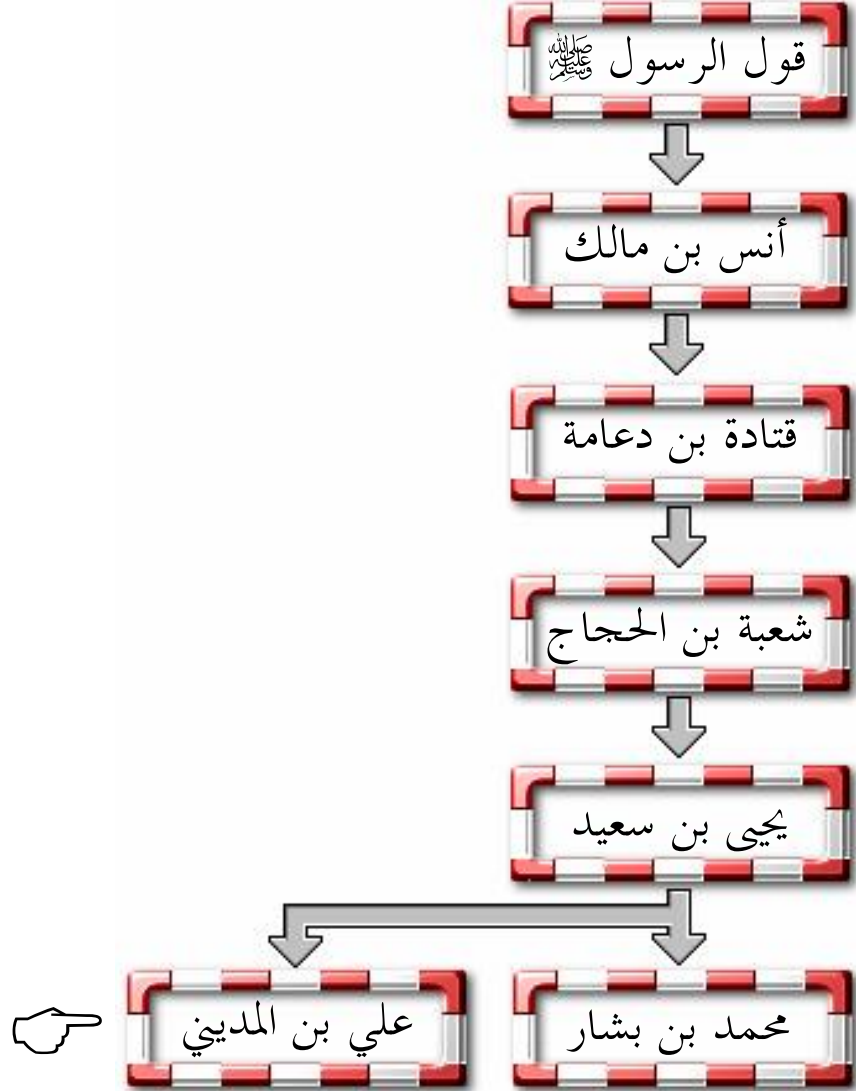 قول الرسول ﷺ
أنس بن مالك
قتادة بن دعامة
شعبة بن الحجاج
يحيى بن سعيد
محمد بن بشار
علي بن المديني